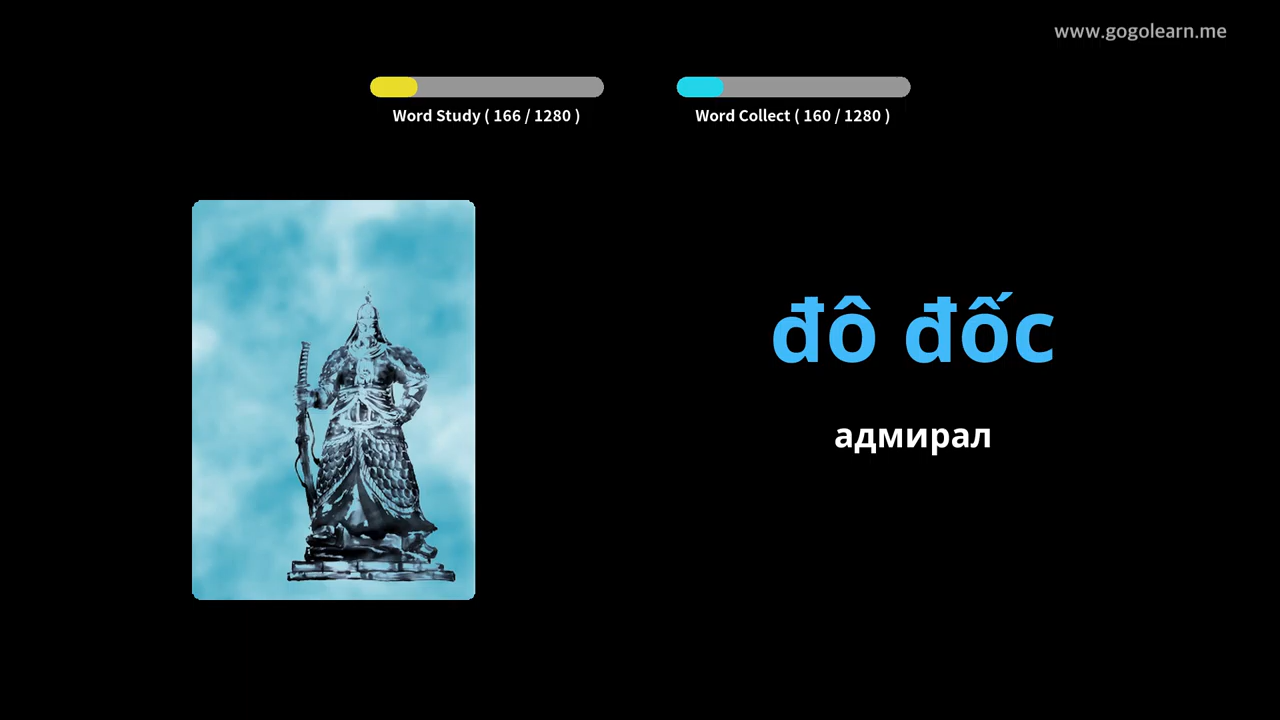 www.gogolearn.me
Word Study ( 166 / 1280 )
Word Collect ( 160 / 1280 )
đô đốc
адмирал